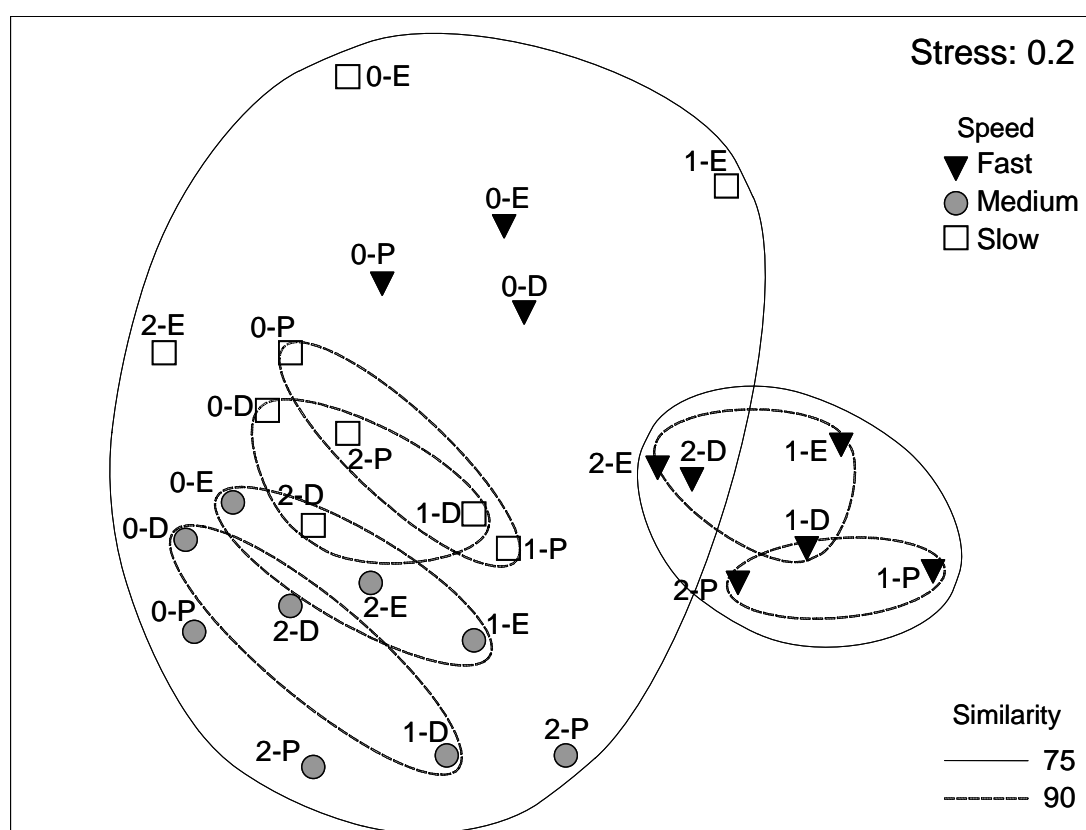 Stress: 0.2
Speed
Fast
Medium
Slow
0-E
1-E
0-E
0-P
0-D
2-E
0-P
0-D
2-P
2-E
2-D
1-E
0-E
2-D
1-D
0-D
1-D
1-P
2-P
1-P
0-P
2-D
2-E
1-E
2-P
1-D
2-P
Similarity
75
90